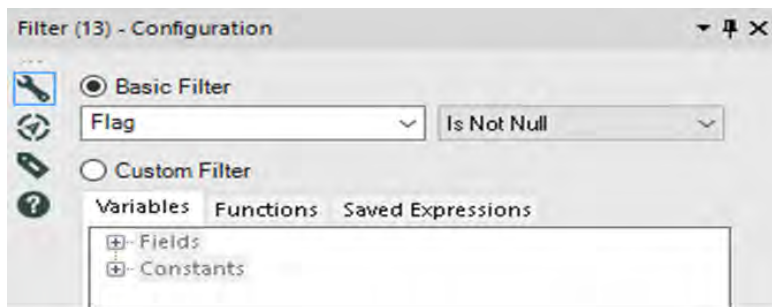 Filter (13) - Configuration
Basic Filter
Flag Is Not Null
Custom Filter
Variables Functions Saved Expressions
Fields
Constants